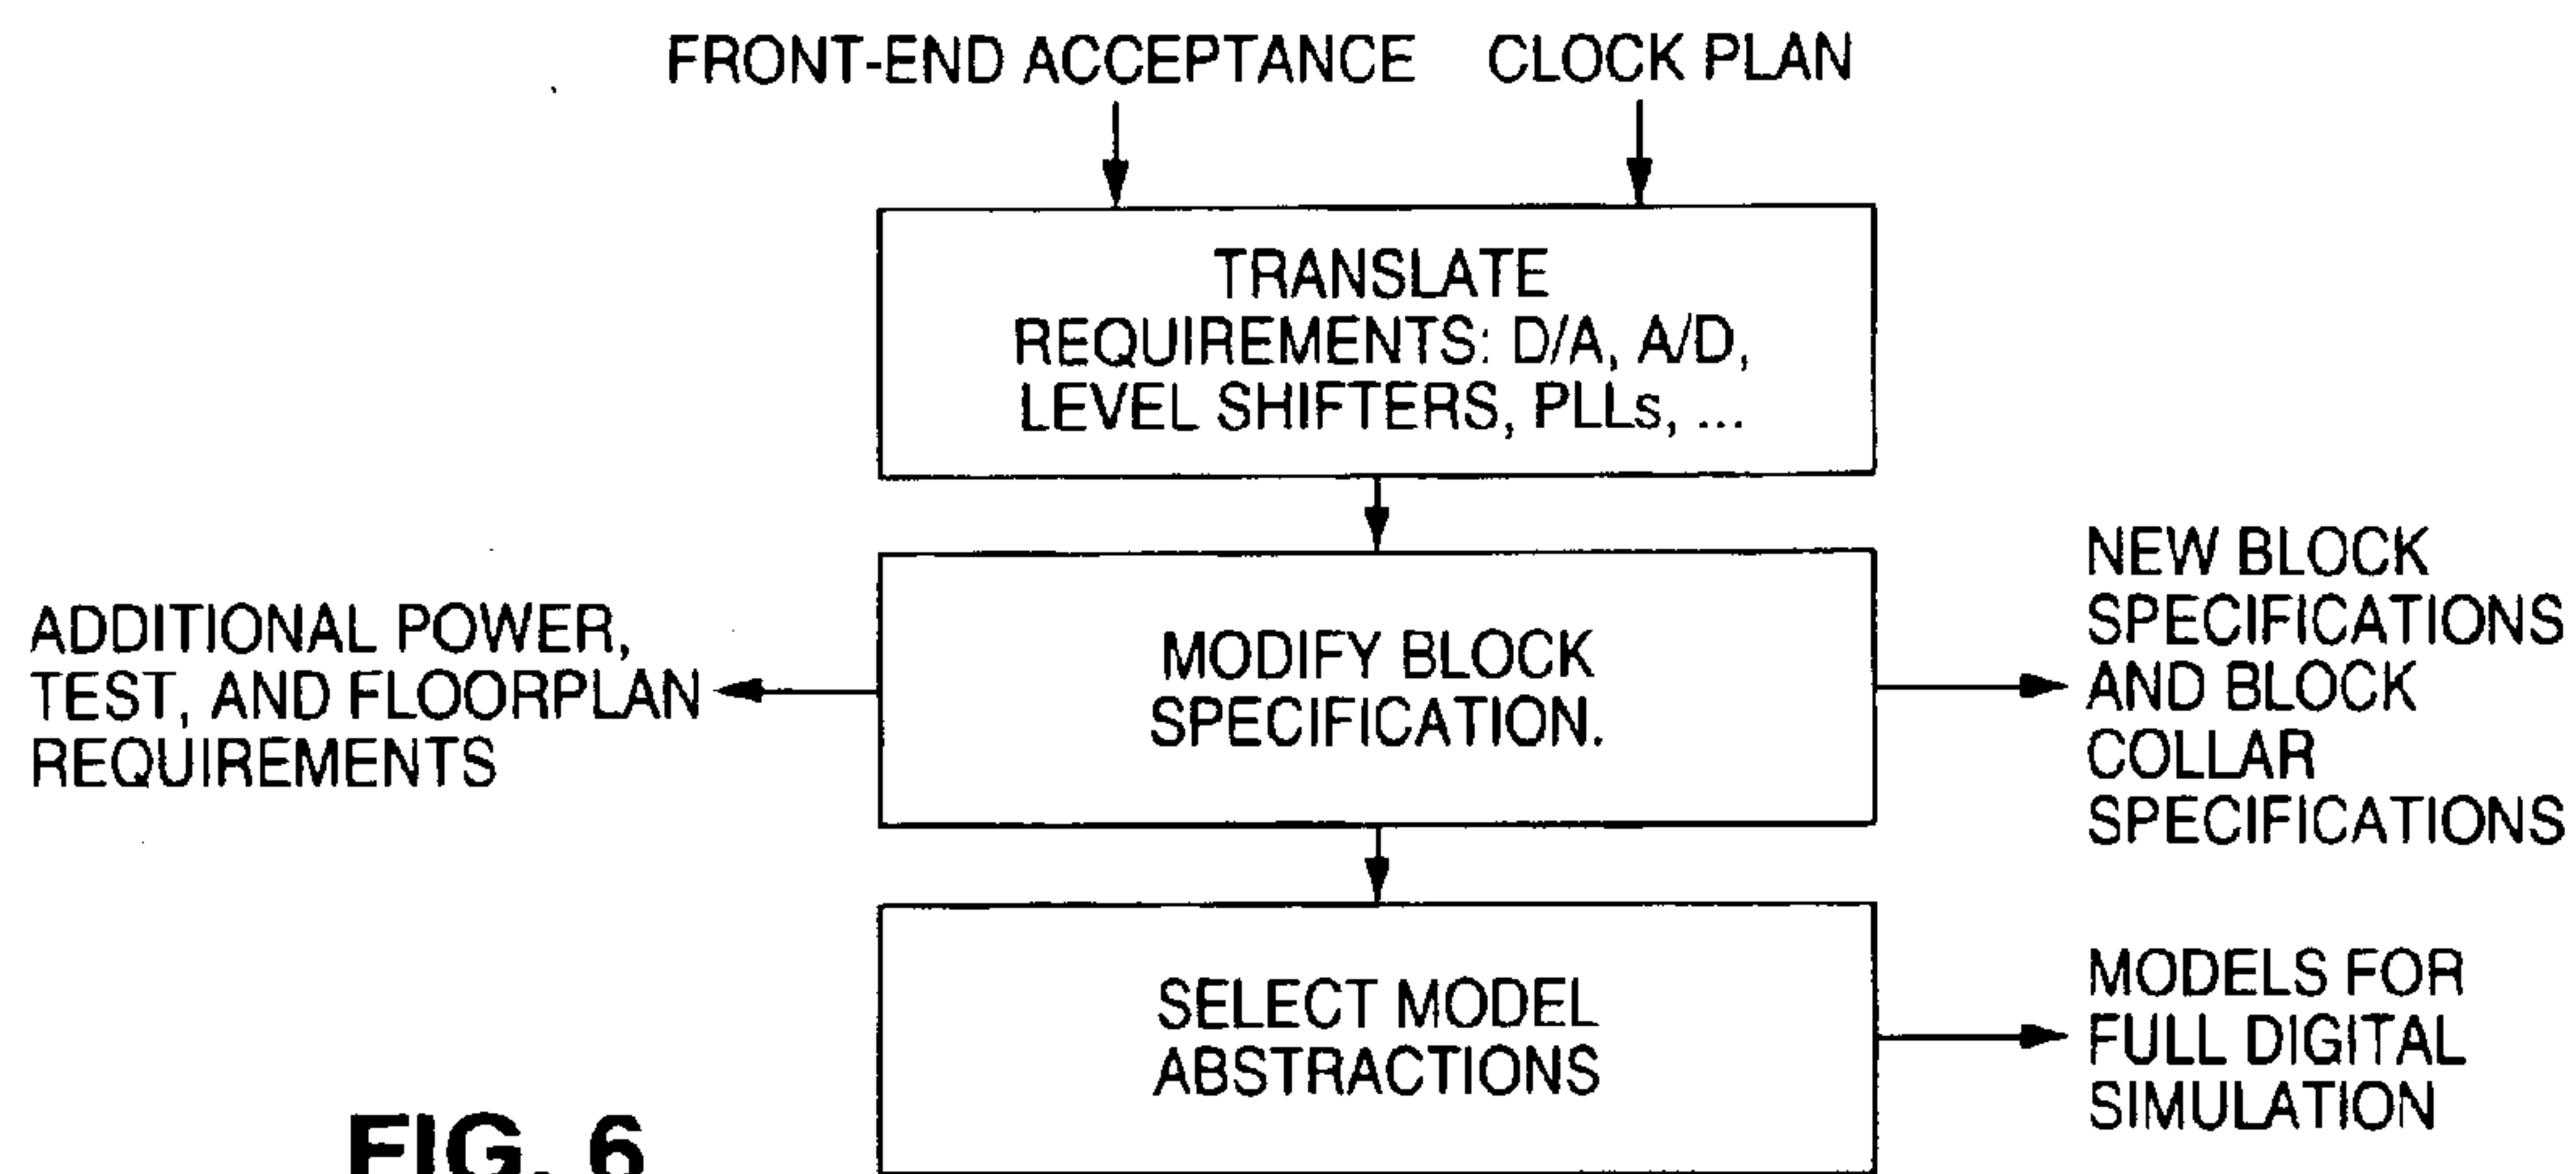 FRONT-END ACCEPTANCE CLOCK PLAN
TRANSLATE
REQUIREMENTS: D/A, A/D,
LEVEL SHIFTERS, PLLs, ...
ADDITIONAL POWER,
TEST, AND FLOORPLAN
REQUIREMENTS
MODIFY BLOCK
SPECIFICATION.
NEW BLOCK
SPECIFICATIONS
AND BLOCK
COLLAR
SPECIFICATIONS
SELECT MODEL
ABSTRACTIONS
MODELS FOR
FULL DIGITAL
SIMULATION
FIG. 6